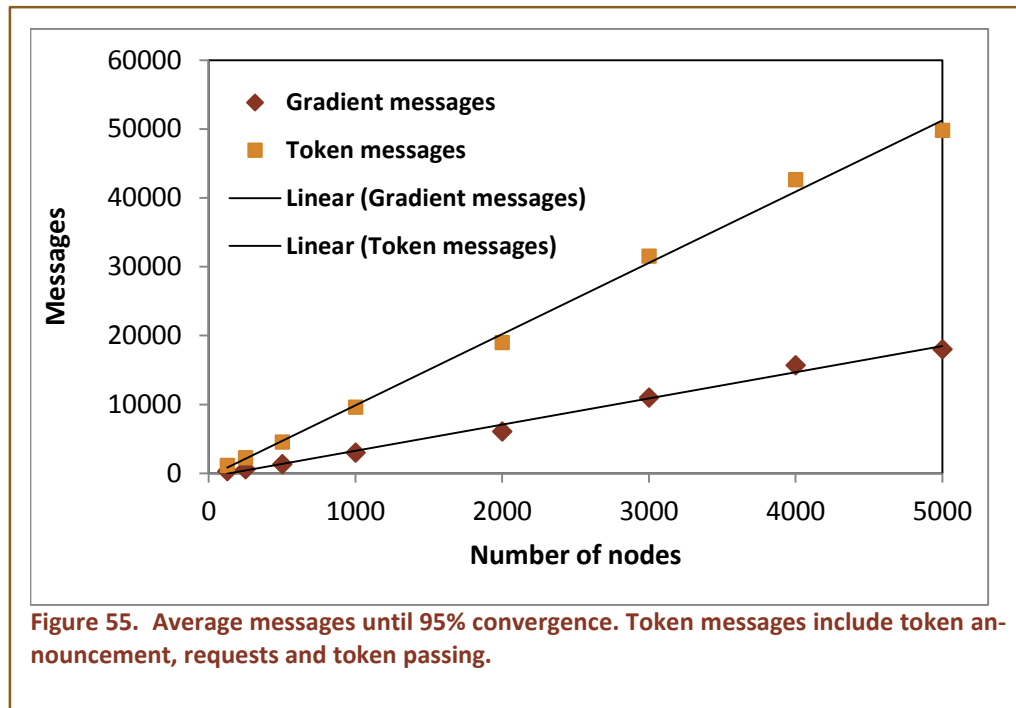 60000
50000
40000
30000
20000
10000
0
Messages
Gradient messages
Token messages
Linear (Gradient messages)
Linear (Token messages)
0 1000 2000 3000 4000 5000
Number of nodes
Figure 55. Average messages until 95% convergence. Token messages include token an-
nouncement, requests and token passing.